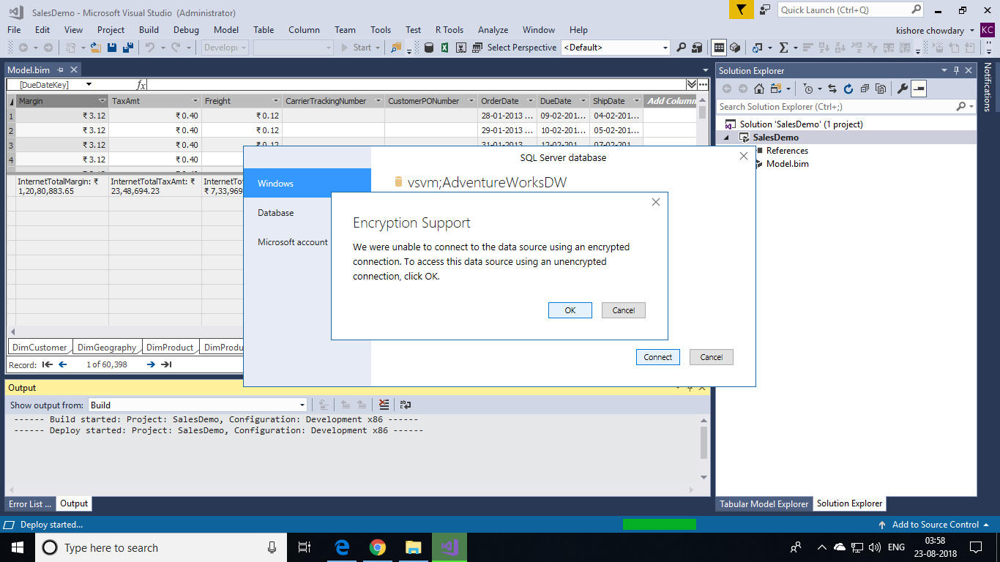 SalesDemo - Microsoft Visual Studio (Administrator)
Quick Launch (Ctrl+Q)
File Edit View Project Build Debug Model Table Column Team Tools Test R Tools Analyze Window Help
kishore chowdary KC
Developi Start Select Perspective <Default>
Model.bim
[DueDateKey] fx
Margin TaxAmt Freight CarrierTrackingNumber CustomerPONumber OrderDate DueDate ShipDate Add Column
1 ₹ 3.12 ₹ 0.40 ₹ 0.12 28-01-2013 ... 09-02-201... 04-02-201...
2 ₹ 3.12 ₹ 0.40 ₹ 0.12 29-01-2013 ... 10-02-201... 05-02-201...
3 ₹ 3.12 ₹ 0.40 ₹ 0.12 31-01-2013 12-02-201 07-02-201
4 ₹ 3.12 ₹ 0.40
InternetTotalMargin: ₹ InternetTotalTaxAmt: ₹ InternetTo
1,20,80,883.65 23,48,694.23 ₹ 7,33,969
DimCustomer DimGeography DimProduct DimProdu
Record: 1 of 60,398
SQL Server database
Windows
Database
Microsoft account
vsvm;AdventureWorksDW
Encryption Support
We were unable to connect to the data source using an encrypted
connection. To access this data source using an unencrypted
connection, click OK.
OK Cancel
Connect Cancel
Solution Explorer
Search Solution Explorer (Ctrl+;)
Solution 'SalesDemo' (1 project)
SalesDemo
References
Model.bim
Notifications
Output
Show output from: Build
------ Build started: Project: SalesDemo, Configuration: Development x86 ------
------ Deploy started: Project: SalesDemo, Configuration: Development x86 ------
Error List ... Output
Tabular Model Explorer Solution Explorer
Deploy started...
Add to Source Control
Type here to search
ENG
03:58
23-08-2018